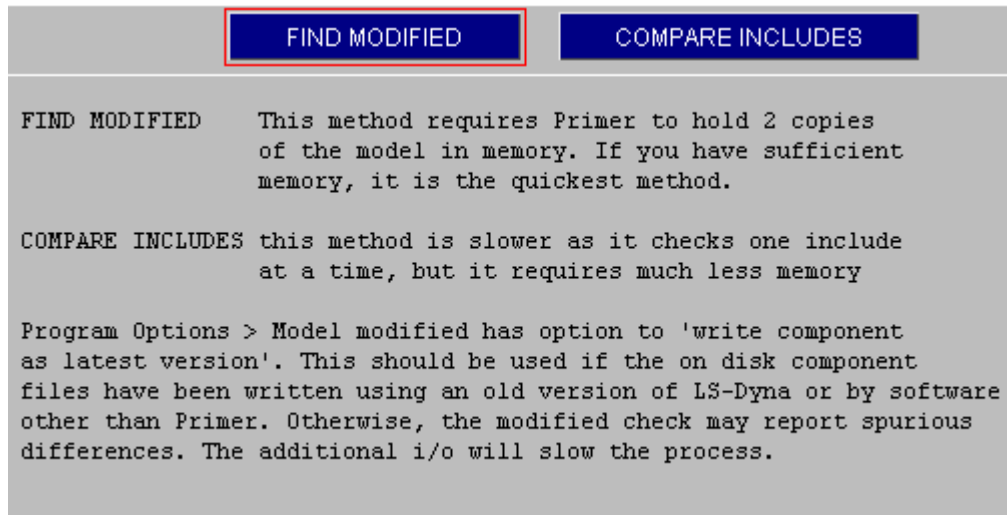 FIND MODIFIED COMPARE INCLUDES
FIND MODIFIED This method requires Primer to hold 2 copies
of the model in memory. If you have sufficient
memory, it is the quickest method.
COMPARE INCLUDES this method is slower as it checks one include
at a time, but it requires much less memory
Program Options > Model modified has option to 'write component
as latest version'. This should be used if the on disk component
files have been written using an old version of LS-Dyna or by software
other than Primer. Otherwise, the modified check may report spurious
differences. The additional i/o will slow the process.